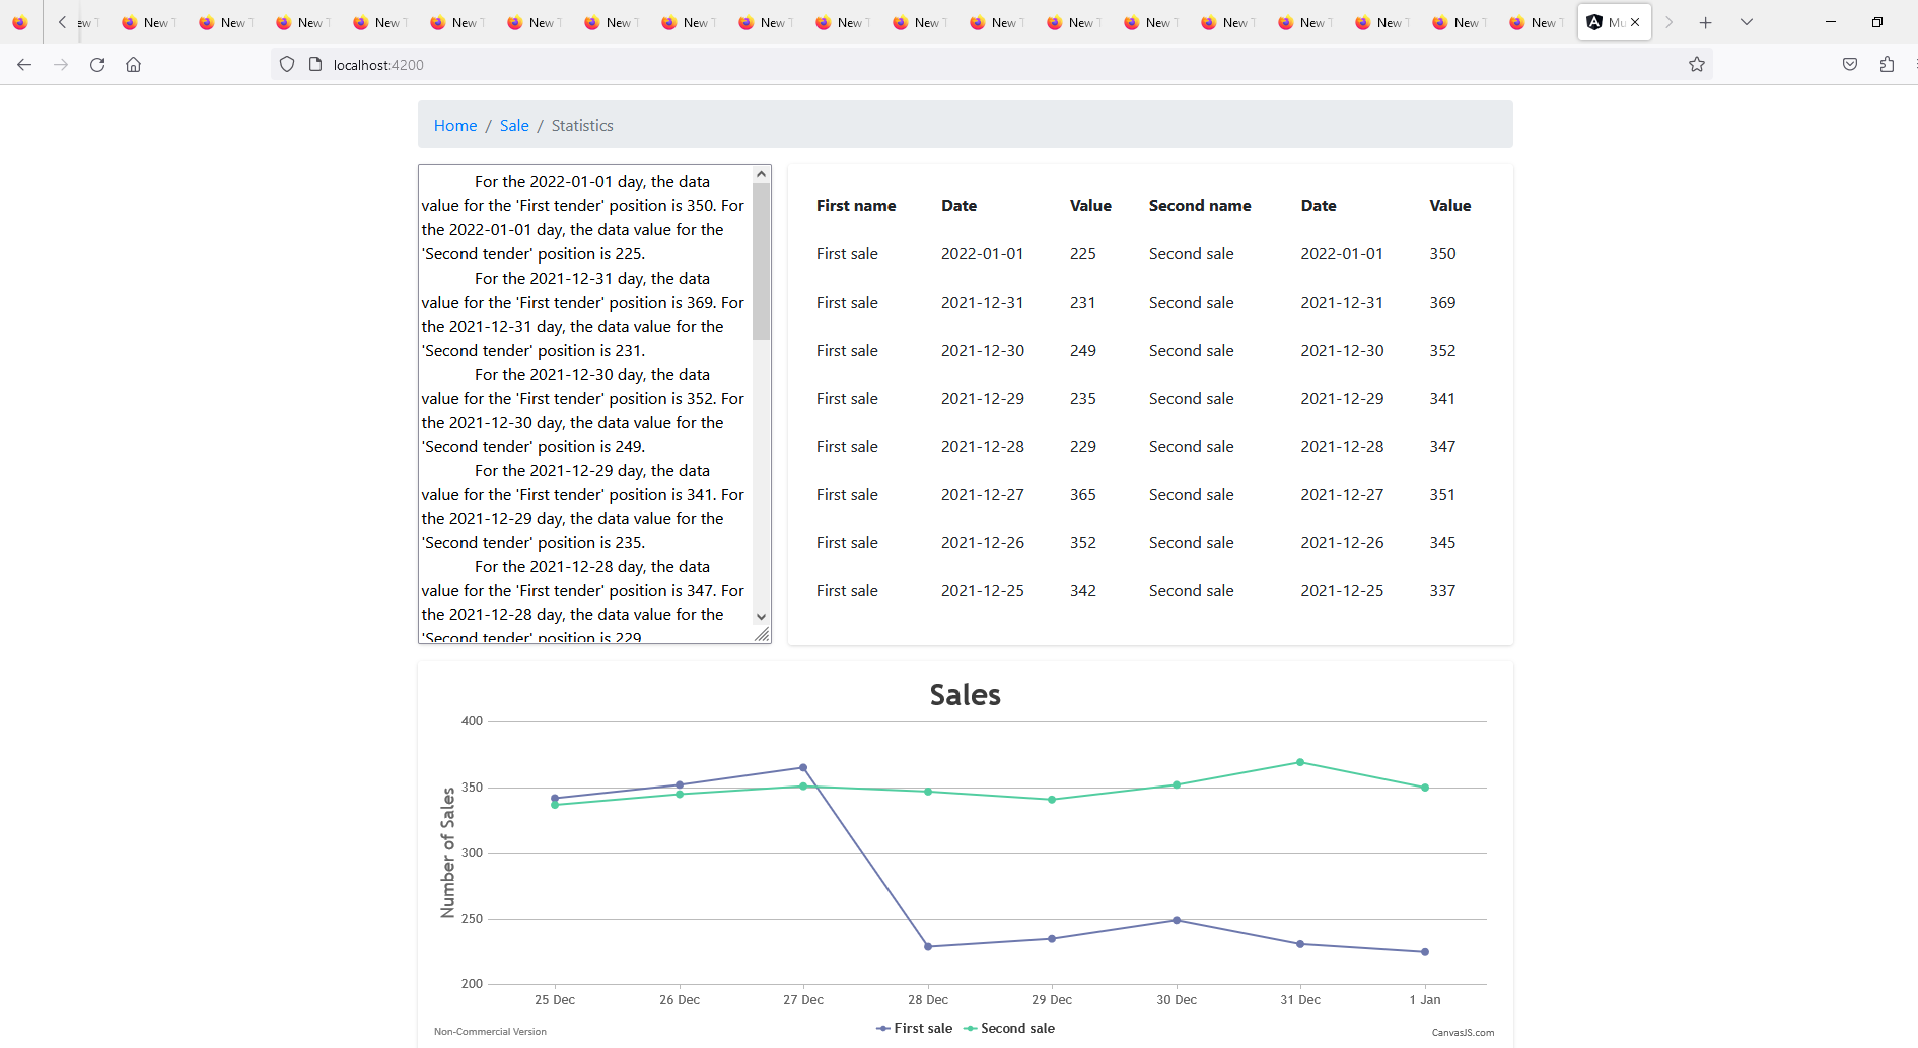 ew T New T New T New T New T New T New T New T New T New T New T New T New T New T New T New T New T New T New T New T Mu
localhost:4200
Home / Sale / Statistics
For the 2022-01-01 day, the data
value for the 'First tender' position is 350. For
the 2022-01-01 day, the data value for the
'Second tender' position is 225.
For the 2021-12-31 day, the data
value for the 'First tender' position is 369. For
the 2021-12-31 day, the data value for the
'Second tender' position is 231.
For the 2021-12-30 day, the data
value for the 'First tender' position is 352. For
the 2021-12-30 day, the data value for the
'Second tender' position is 249.
For the 2021-12-29 day, the data
value for the 'First tender' position is 341. For
the 2021-12-29 day, the data value for the
'Second tender' position is 235.
For the 2021-12-28 day, the data
value for the 'First tender' position is 347. For
the 2021-12-28 day, the data value for the
'Second tender' position is 229.
First name Date Value Second name Date Value
First sale 2022-01-01 225 Second sale 2022-01-01 350
First sale 2021-12-31 231 Second sale 2021-12-31 369
First sale 2021-12-30 249 Second sale 2021-12-30 352
First sale 2021-12-29 235 Second sale 2021-12-29 341
First sale 2021-12-28 229 Second sale 2021-12-28 347
First sale 2021-12-27 365 Second sale 2021-12-27 351
First sale 2021-12-26 352 Second sale 2021-12-26 345
First sale 2021-12-25 342 Second sale 2021-12-25 337
Sales
Number of Sales
400
350
300
250
200
25 Dec 26 Dec 27 Dec 28 Dec 29 Dec 30 Dec 31 Dec 1 Jan
First sale Second sale
Non-Commercial Version
CanvasJS.com